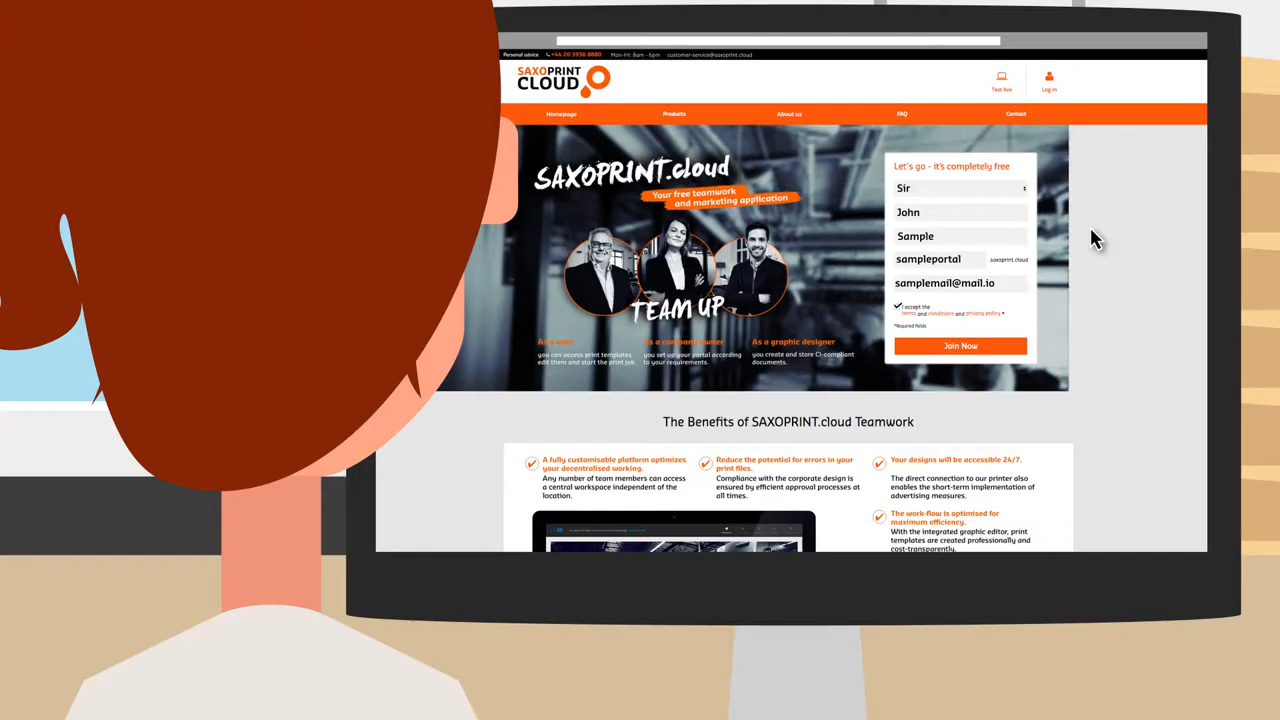 Personal advice +44 20 3936 8880 Mon-Fri: 8am - 6pm customer-service@saxoprint.cloud
SAXOPRINT
CLOUD
Test live
Log in
Homepage Products About us FAQ Contact
SAXOPRINT.cloud
Your free teamwork
and marketing application
TEAM UP
As a user
you can access print templates,
edit them and start the print job.
As a company owner
you set up your portal according
to your requirements.
As a graphic designer
you create and store CI-compliant
documents.
Let's go - it's completely free
Sir
John
Sample
sampleportal .saxoprint.cloud
samplemail@mail.io
I accept the
terms and conditions and privacy policy *
*Required fields
Join Now
The Benefits of SAXOPRINT.cloud Teamwork
A fully customisable platform optimizes
your decentralised working.
Any number of team members can access
a central workspace independent of the
location.
Reduce the potential for errors in your
print files.
Compliance with the corporate design is
ensured by efficient approval processes at
all times.
Your designs will be accessible 24/7.
The direct connection to our printer also
enables the short-term implementation of
advertising measures.
The work-flow is optimised for
maximum efficiency.
With the integrated graphic editor, print
templates are created professionally and
cost-transparently.